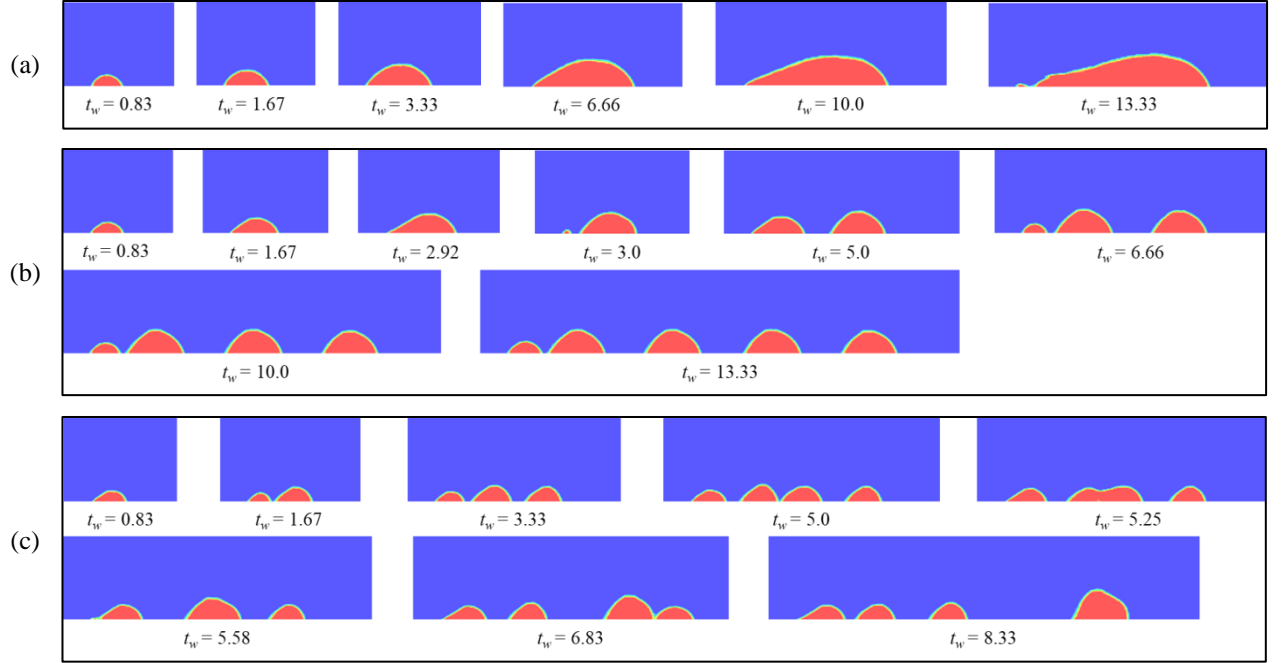 (a)
t_w = 0.83 t_w = 1.67 t_w = 3.33 t_w = 6.66 t_w = 10.0 t_w = 13.33
(b)
t_w = 0.83 t_w = 1.67 t_w = 2.92 t_w = 3.0 t_w = 5.0 t_w = 6.66
t_w = 10.0 t_w = 13.33
(c)
t_w = 0.83 t_w = 1.67 t_w = 3.33 t_w = 5.0 t_w = 5.25
t_w = 5.58 t_w = 6.83 t_w = 8.33